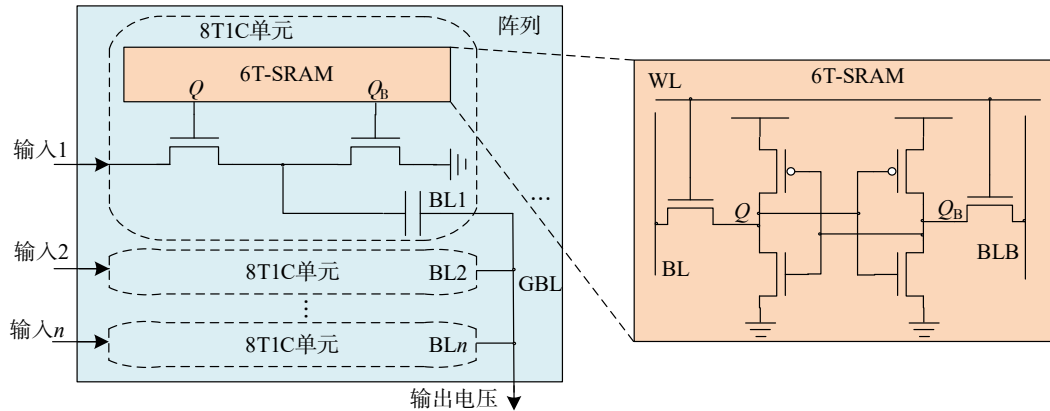 8T1C单元
阵列
6T-SRAM
Q
QB
输入1
BL1
...
输入2
8T1C单元
BL2
GBL
输入n
8T1C单元
BLn
输出电压
6T-SRAM
WL
Q
QB
BL
BLB